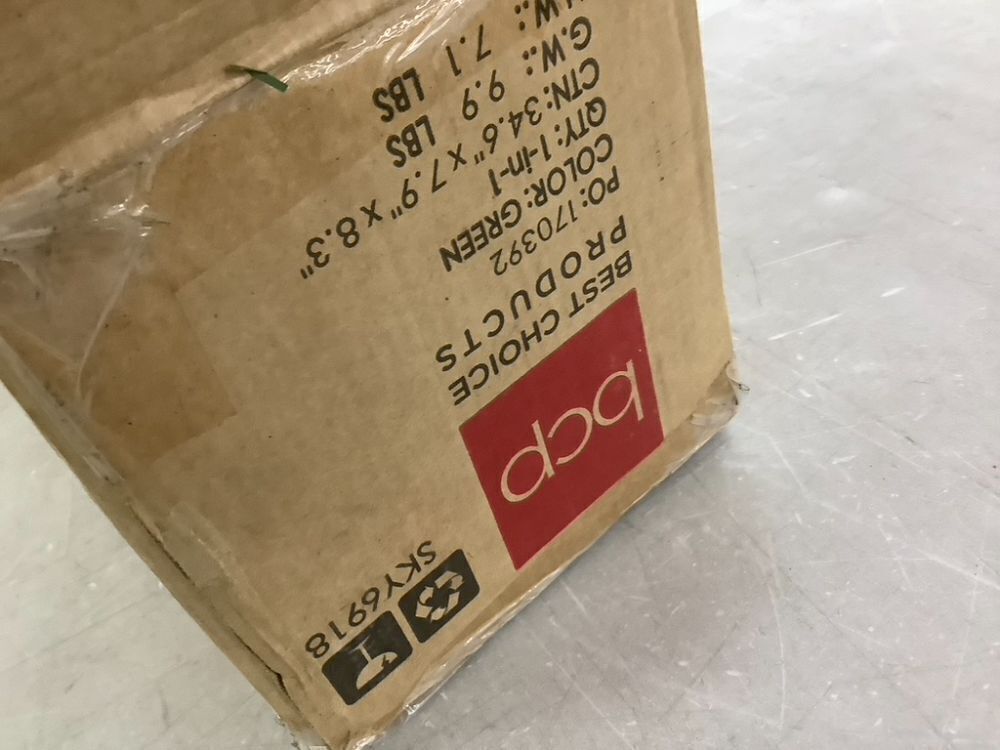 SKY6918
bcp
BEST CHOICE
PRODUCTS
PO: 170392
COLOR: GREEN
QTY: 1-in-1
CTN: 34.6" x 7.9" x 8.3"
G.W.: 9.9 LBS
W.: 7.1 LBS